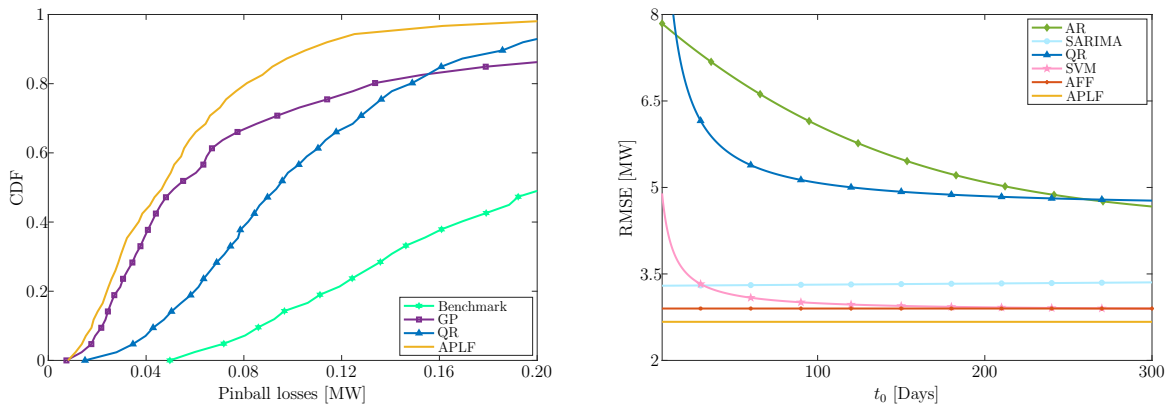 1
0.8
0.6
0.4
0.2
0
CDF
0
0.04
0.08
0.12
0.16
0.20
Pinball losses [MW]
Benchmark
GP
QR
APLF
8
6.5
5
3.5
2
RMSE [MW]
100
200
300
t0 [Days]
AR
SARIMA
QR
SVM
AFF
APLF